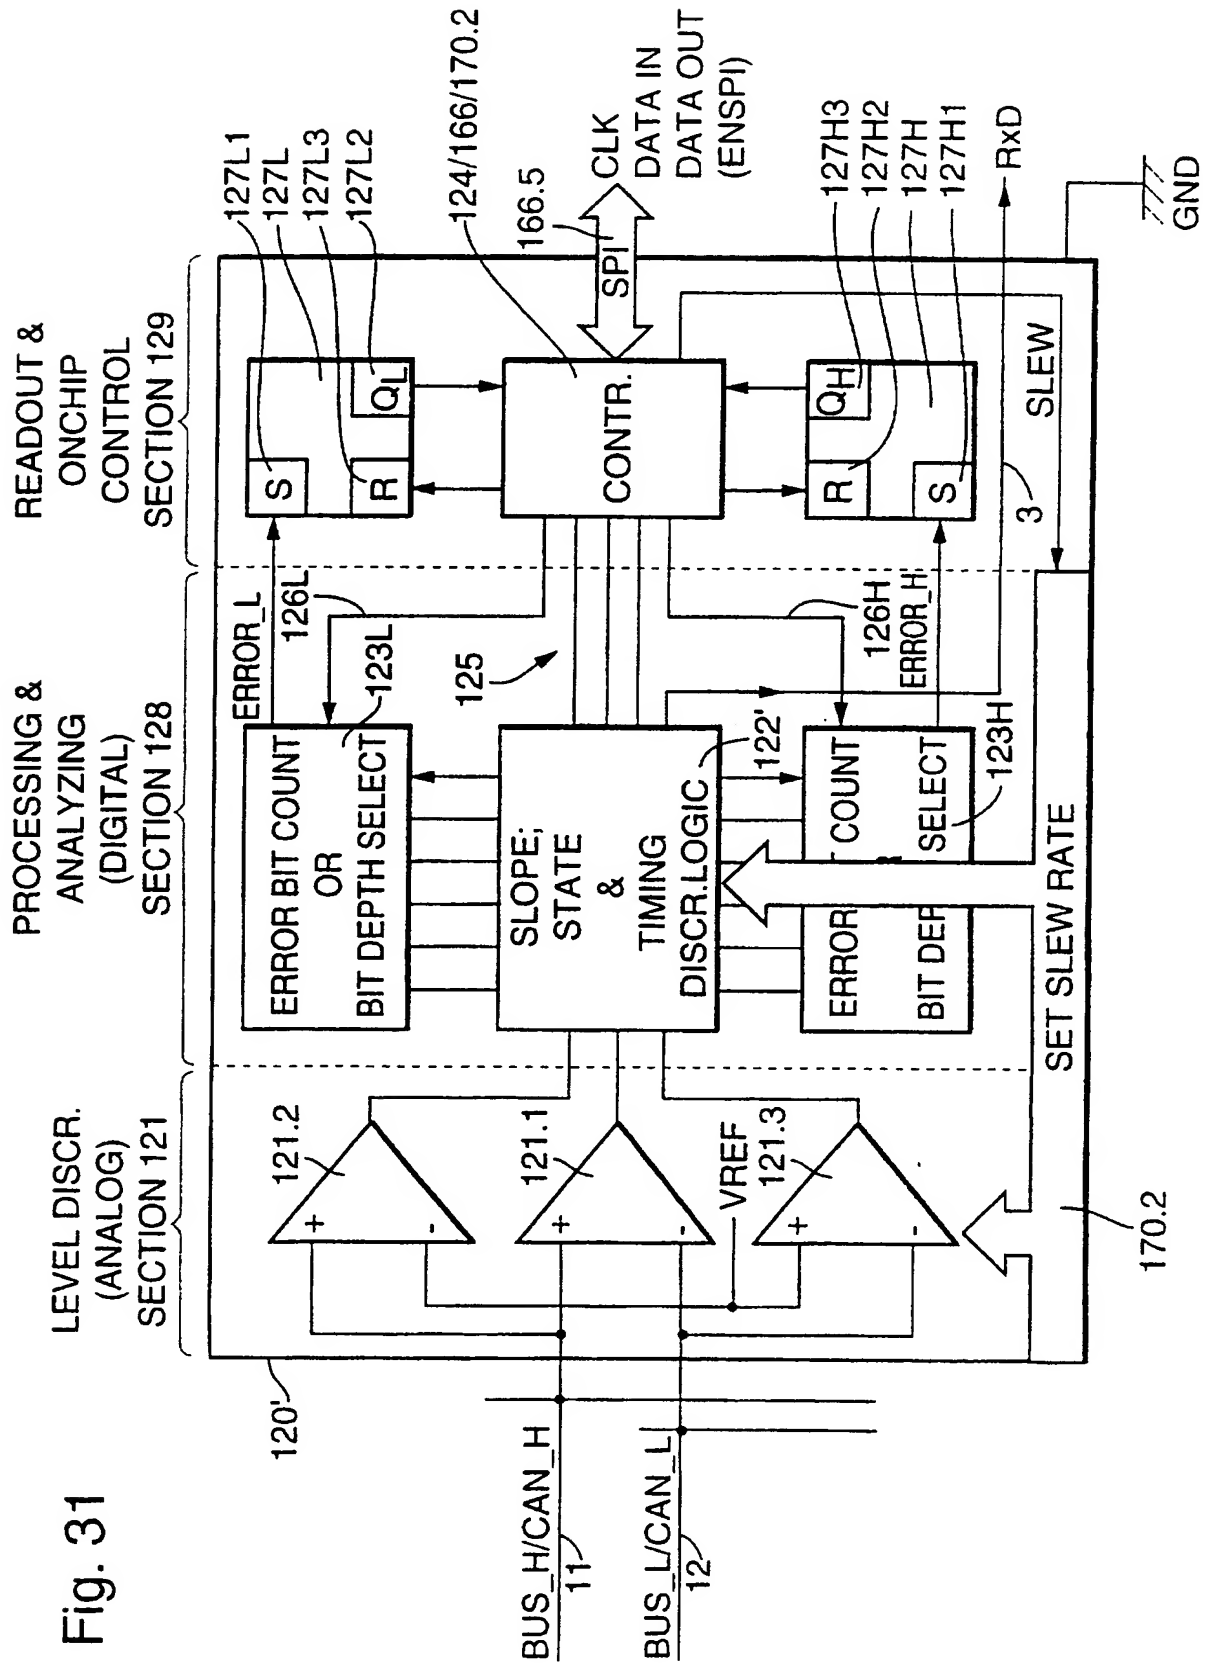 Fig. 31
LEVEL DISCR.
(ANALOG)
SECTION 121
PROCESSING &
ANALYZING
(DIGITAL)
SECTION 128
READOUT &
ONCHIP
CONTROL
SECTION 129
120'
BUS_H/CAN_H
11
BUS_L/CAN_L
12
+
-
121.2
+
-
121.1
VREF
+
-
121.3
170.2
ERROR BIT COUNT
OR
BIT DEPTH SELECT
123L
ERROR_L
126L
SLOPE;
STATE
&
TIMING
DISCR.LOGIC
122'
125
ERROR
COUNT
BIT DEP
SELECT
123H
126H
ERROR_H
SET SLEW RATE
S
R
QL
127L1
127L
127L3
127L2
CONTR.
124/166/170.2
SPI
166.5
CLK
DATA IN
DATA OUT
(ENSPI)
R
QH
S
127H3
127H2
127H
127H1
3
SLEW
RxD
GND